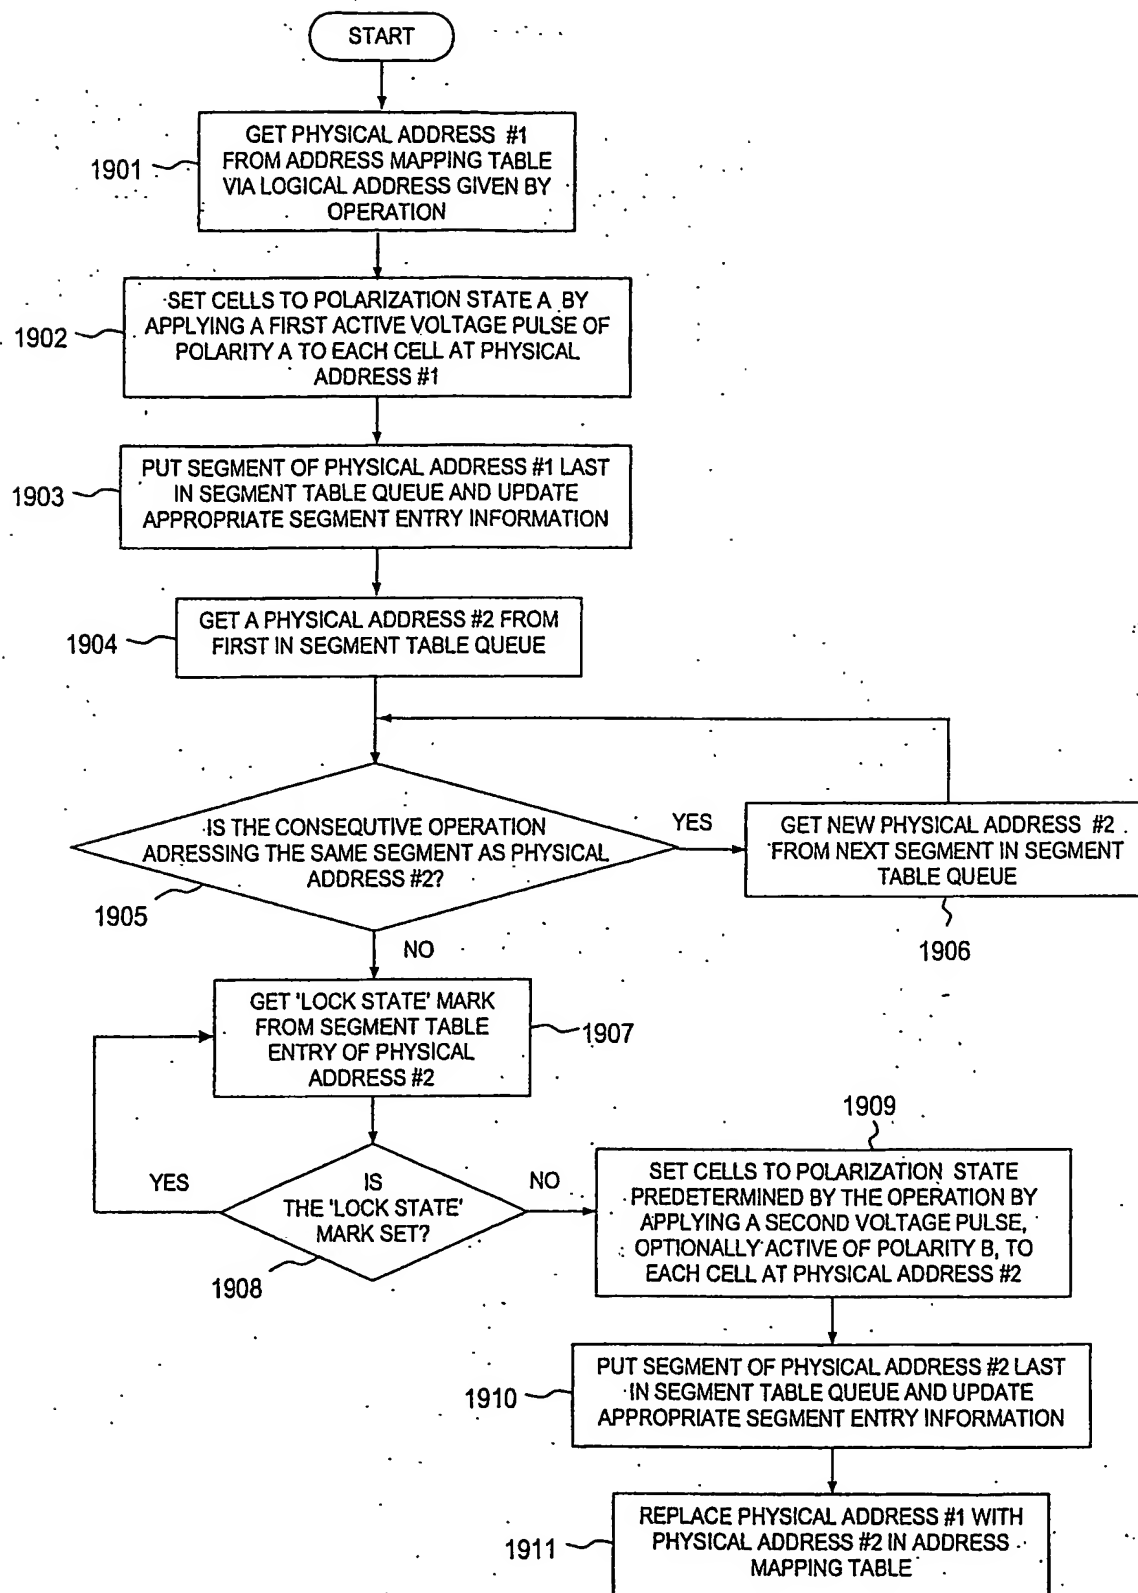 START
GET PHYSICAL ADDRESS #1
FROM ADDRESS MAPPING TABLE
VIA LOGICAL ADDRESS GIVEN BY
OPERATION
1901
SET CELLS TO POLARIZATION STATE A BY
APPLYING A FIRST ACTIVE VOLTAGE PULSE OF
POLARITY A TO EACH CELL AT PHYSICAL
ADDRESS #1
1902
PUT SEGMENT OF PHYSICAL ADDRESS #1 LAST
IN SEGMENT TABLE QUEUE AND UPDATE
APPROPRIATE SEGMENT ENTRY INFORMATION
1903
GET A PHYSICAL ADDRESS #2 FROM
FIRST IN SEGMENT TABLE QUEUE
1904
IS THE CONSEQUTIVE OPERATION
ADRESSING THE SAME SEGMENT AS PHYSICAL
ADDRESS #2?
1905
YES
GET NEW PHYSICAL ADDRESS #2
FROM NEXT SEGMENT IN SEGMENT
TABLE QUEUE
1906
NO
GET 'LOCK STATE' MARK
FROM SEGMENT TABLE
ENTRY OF PHYSICAL
ADDRESS #2
1907
IS
THE 'LOCK STATE'
MARK SET?
1908
YES
NO
1909
SET CELLS TO POLARIZATION STATE
PREDETERMINED BY THE OPERATION BY
APPLYING A SECOND VOLTAGE PULSE,
OPTIONALLY ACTIVE OF POLARITY B, TO
EACH CELL AT PHYSICAL ADDRESS #2
PUT SEGMENT OF PHYSICAL ADDRESS #2 LAST
IN SEGMENT TABLE QUEUE AND UPDATE
APPROPRIATE SEGMENT ENTRY INFORMATION
1910
REPLACE PHYSICAL ADDRESS #1 WITH
PHYSICAL ADDRESS #2 IN ADDRESS
MAPPING TABLE
1911